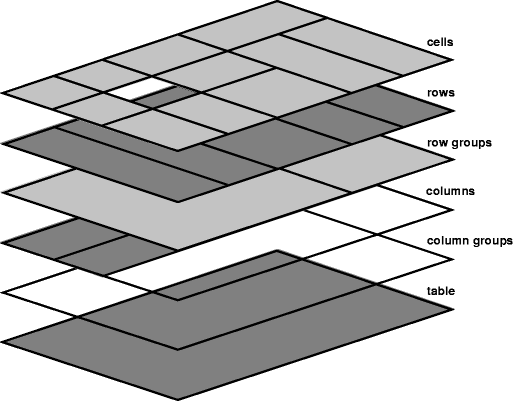 cells
rows
row groups
columns
column groups
table